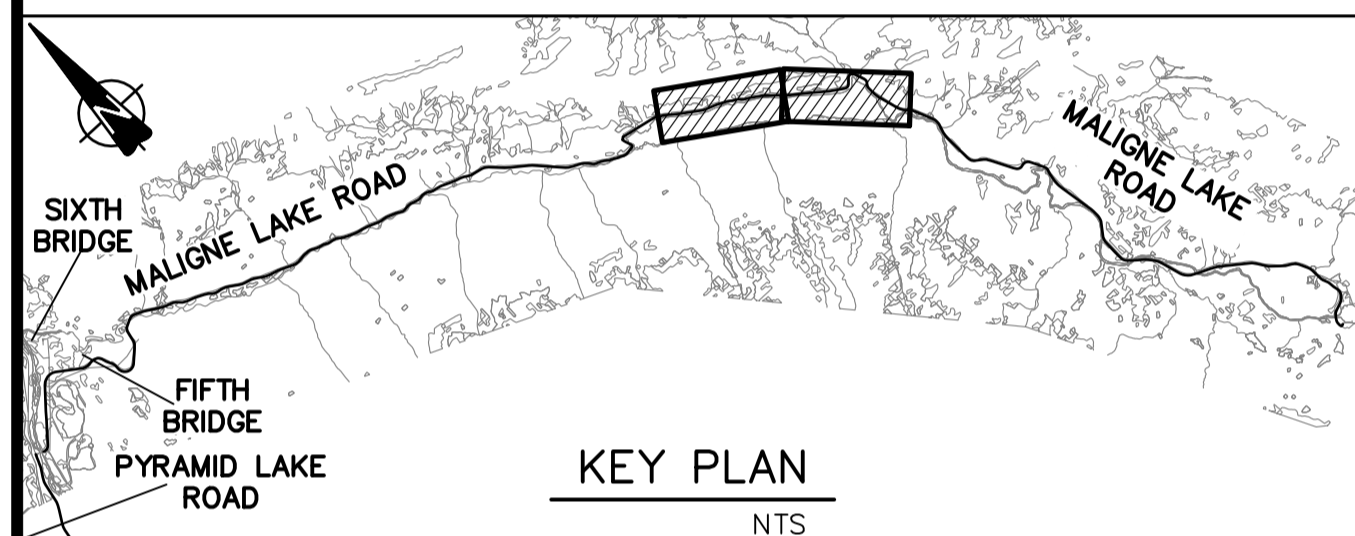 MALIGNE LAKE
ROAD
MALIGNE LAKE ROAD
SIXTH
BRIDGE
FIFTH
BRIDGE
PYRAMID LAKE
ROAD
KEY PLAN
NTS